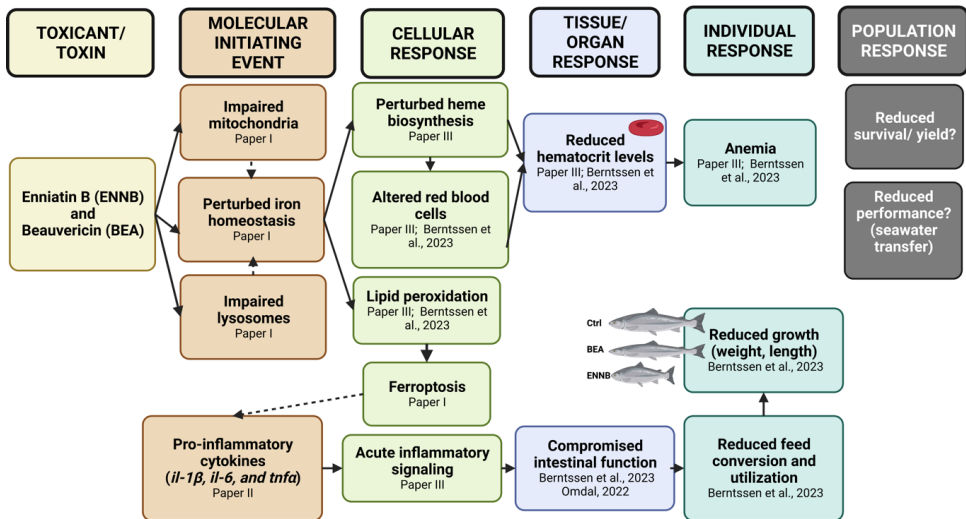 TOXICANT/
TOXIN
MOLECULAR
INITIATING
EVENT
CELLULAR
RESPONSE
TISSUE/
ORGAN
RESPONSE
INDIVIDUAL
RESPONSE
POPULATION
RESPONSE
Enniatin B (ENNB)
and
Beauvericin (BEA)
Impaired
mitochondria
Paper I
Perturbed iron
homeostasis
Paper I
Impaired
lysosomes
Paper I
Pro-inflammatory
cytokines
(il-1β, il-6, and tnfα)
Paper II
Perturbed heme
biosynthesis
Paper III
Altered red blood
cells
Paper III; Berntssen et
al., 2023
Lipid peroxidation
Paper III; Berntssen et
al., 2023
Ferroptosis
Paper I
Acute inflammatory
signaling
Paper III
Reduced
hematocrit levels
Paper III; Berntssen et
al., 2023
Compromised
intestinal function
Berntssen et al., 2023
Omdal, 2022
Anemia
Paper III; Berntssen
et al., 2023
Ctrl
BEA
ENNB
Reduced growth
(weight, length)
Berntssen et al., 2023
Reduced feed
conversion and
utilization
Berntssen et al., 2023
Reduced
survival/ yield?
Reduced
performance?
(seawater
transfer)